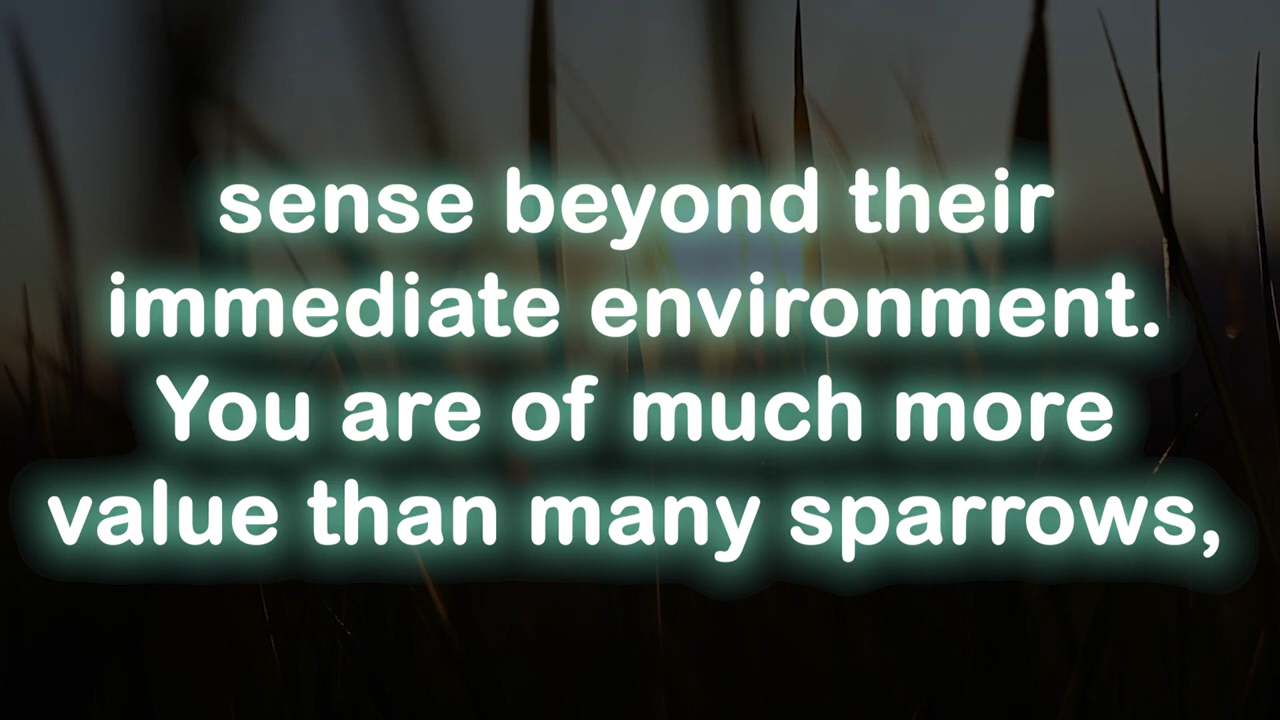 sense beyond their
immediate environment.
You are of much more
value than many sparrows,